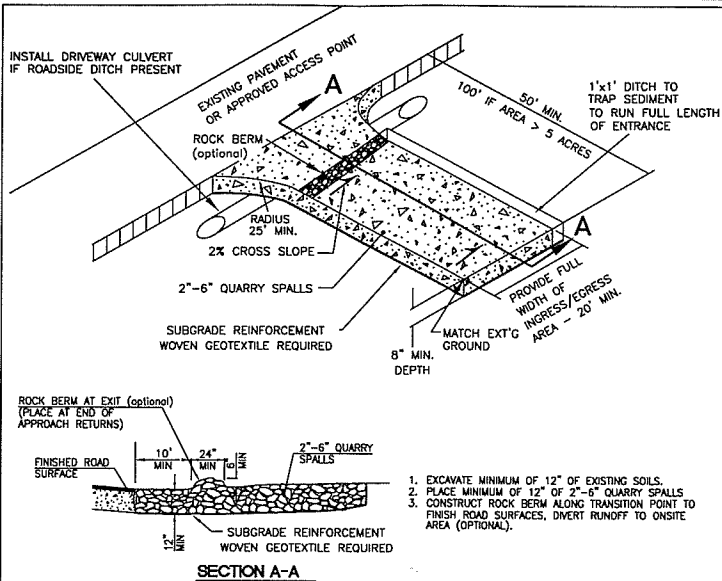 INSTALL DRIVEWAY CULVERT
IF ROADSIDE DITCH PRESENT
EXISTING PAVEMENT
OR APPROVED ACCESS POINT
A
50' MIN.
100' IF AREA > 5 ACRES
1'x1' DITCH TO
TRAP SEDIMENT
TO RUN FULL LENGTH
OF ENTRANCE
ROCK BERM
(optional)
RADIUS
25' MIN.
2% CROSS SLOPE
2"-6" QUARRY SPALLS
SUBGRADE REINFORCEMENT
WOVEN GEOTEXTILE REQUIRED
A
PROVIDE FULL
WIDTH OF
INGRESS/EGRESS
AREA - 20' MIN.
MATCH EXT'G
GROUND
8" MIN.
DEPTH
ROCK BERM AT EXIT (optional)
(PLACE AT END OF
APPROACH RETURNS)
10'
MIN
24"
MIN
6
MIN
2"-6" QUARRY
SPALLS
FINISHED ROAD
SURFACE
12"
MIN
SUBGRADE REINFORCEMENT
WOVEN GEOTEXTILE REQUIRED
SECTION A-A
1. EXCAVATE MINIMUM OF 12" OF EXISTING SOILS.
2. PLACE MINIMUM OF 12" OF 2"-6" QUARRY SPALLS
3. CONSTRUCT ROCK BERM ALONG TRANSITION POINT TO
FINISH ROAD SURFACES, DIVERT RUNOFF TO ONSITE
AREA (OPTIONAL).